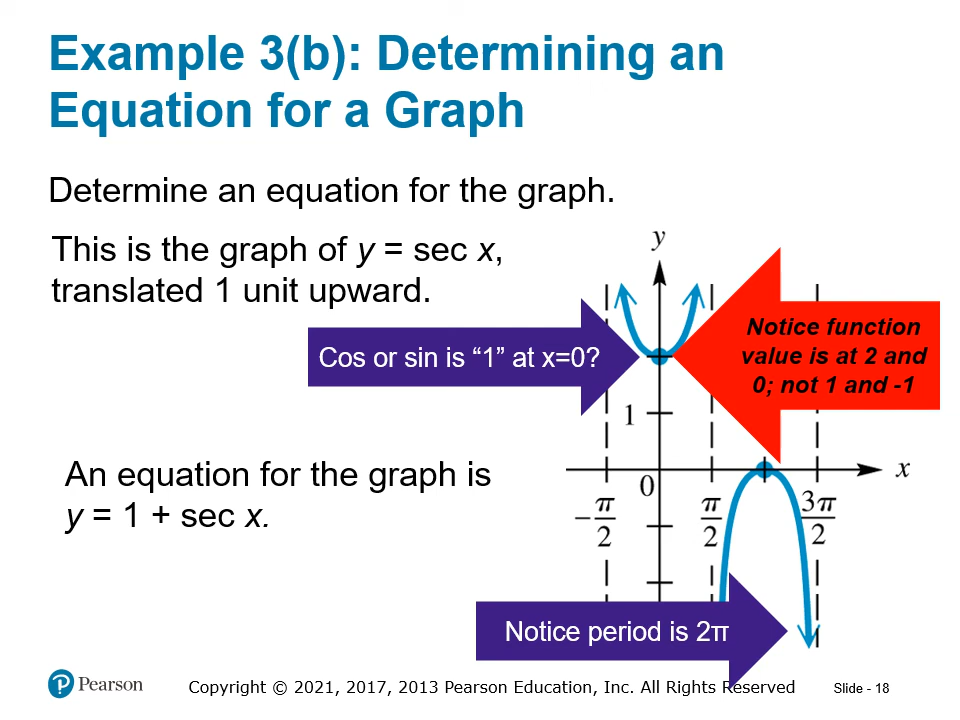 Example 3(b): Determining an
Equation for a Graph
Determine an equation for the graph.
This is the graph of y = sec x,
translated 1 unit upward.
Cos or sin is “1” at x=0?
Notice function
value is at 2 and
0; not 1 and -1
An equation for the graph is
y = 1 + sec x.
y
1
x
0
−π/2
π/2
3π/2
Notice period is 2π
Pearson
Copyright © 2021, 2017, 2013 Pearson Education, Inc. All Rights Reserved
Slide - 18